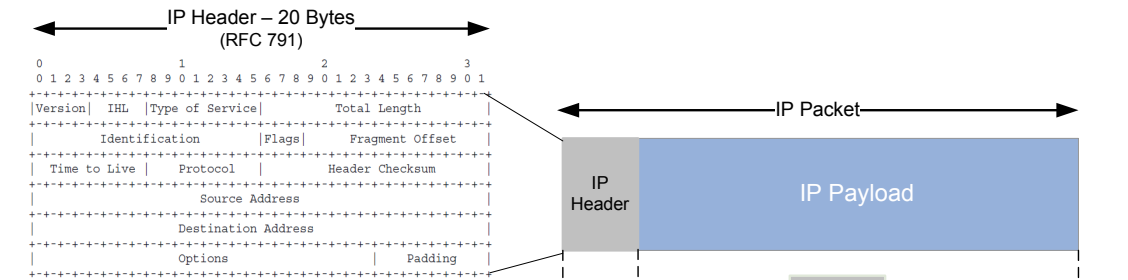 IP Header – 20 Bytes
(RFC 791)
0                   1                   2                   3
0 1 2 3 4 5 6 7 8 9 0 1 2 3 4 5 6 7 8 9 0 1 2 3 4 5 6 7 8 9 0 1
+-+-+-+-+-+-+-+-+-+-+-+-+-+-+-+-+-+-+-+-+-+-+-+-+-+-+-+-+-+-+-+-+
|Version|  IHL  |Type of Service|          Total Length         |
+-+-+-+-+-+-+-+-+-+-+-+-+-+-+-+-+-+-+-+-+-+-+-+-+-+-+-+-+-+-+-+-+
|         Identification        |Flags|      Fragment Offset    |
+-+-+-+-+-+-+-+-+-+-+-+-+-+-+-+-+-+-+-+-+-+-+-+-+-+-+-+-+-+-+-+-+
|  Time to Live |    Protocol   |         Header Checksum       |
+-+-+-+-+-+-+-+-+-+-+-+-+-+-+-+-+-+-+-+-+-+-+-+-+-+-+-+-+-+-+-+-+
|                       Source Address                          |
+-+-+-+-+-+-+-+-+-+-+-+-+-+-+-+-+-+-+-+-+-+-+-+-+-+-+-+-+-+-+-+-+
|                    Destination Address                        |
+-+-+-+-+-+-+-+-+-+-+-+-+-+-+-+-+-+-+-+-+-+-+-+-+-+-+-+-+-+-+-+-+
|                    Options                    |    Padding    |
+-+-+-+-+-+-+-+-+-+-+-+-+-+-+-+-+-+-+-+-+-+-+-+-+-+-+-+-+-+-+-+-+
IP Packet
IP
Header
IP Payload